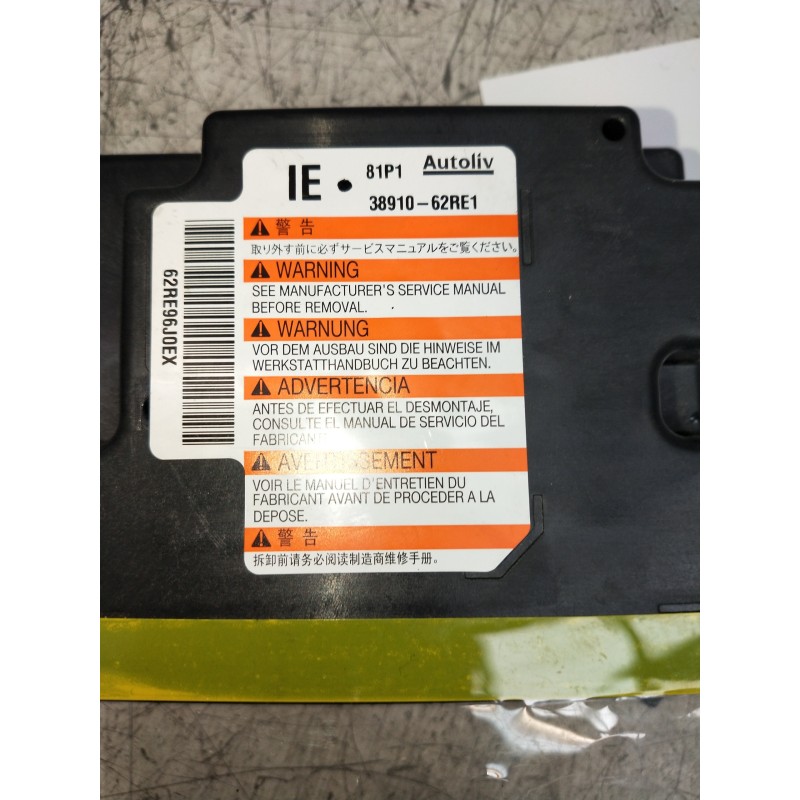 IE • 81P1 Autoliv
38910-62RE1
62RE96J0EX
警告
取り外す前に必ずサービスマニュアルをご覧ください。
WARNING
SEE MANUFACTURER'S SERVICE MANUAL
BEFORE REMOVAL.
WARNUNG
VOR DEM AUSBAU SIND DIE HINWEISE IM
WERKSTATTHANDBUCH ZU BEACHTEN.
ADVERTENCIA
ANTES DE EFECTUAR EL DESMONTAJE,
CONSULTE EL MANUAL DE SERVICIO DEL
FABRICANTE
AVERTISSEMENT
VOIR LE MANUEL D'ENTRETIEN DU
FABRICANT AVANT DE PROCEDER A LA
DEPOSE.
警告
拆卸前请务必阅读制造商维修手册。